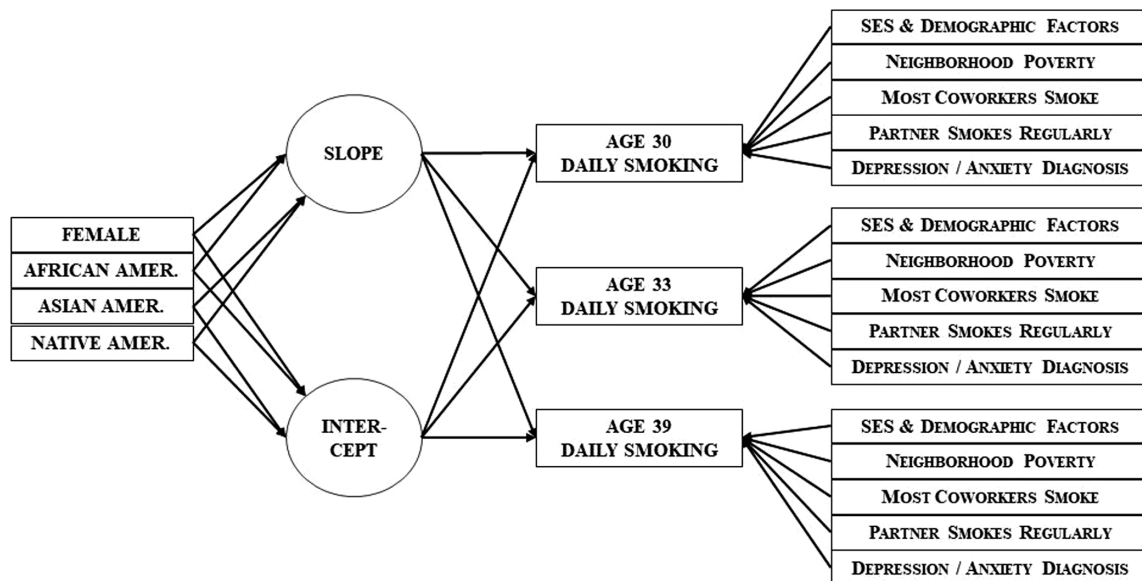 FEMALE
AFRICAN AMER.
ASIAN AMER.
NATIVE AMER.
SLOPE
INTER-
CEPT
AGE 30
DAILY SMOKING
AGE 33
DAILY SMOKING
AGE 39
DAILY SMOKING
SES & DEMOGRAPHIC FACTORS
NEIGHBORHOOD POVERTY
MOST COWORKERS SMOKE
PARTNER SMOKES REGULARLY
DEPRESSION / ANXIETY DIAGNOSIS
SES & DEMOGRAPHIC FACTORS
NEIGHBORHOOD POVERTY
MOST COWORKERS SMOKE
PARTNER SMOKES REGULARLY
DEPRESSION / ANXIETY DIAGNOSIS
SES & DEMOGRAPHIC FACTORS
NEIGHBORHOOD POVERTY
MOST COWORKERS SMOKE
PARTNER SMOKES REGULARLY
DEPRESSION / ANXIETY DIAGNOSIS